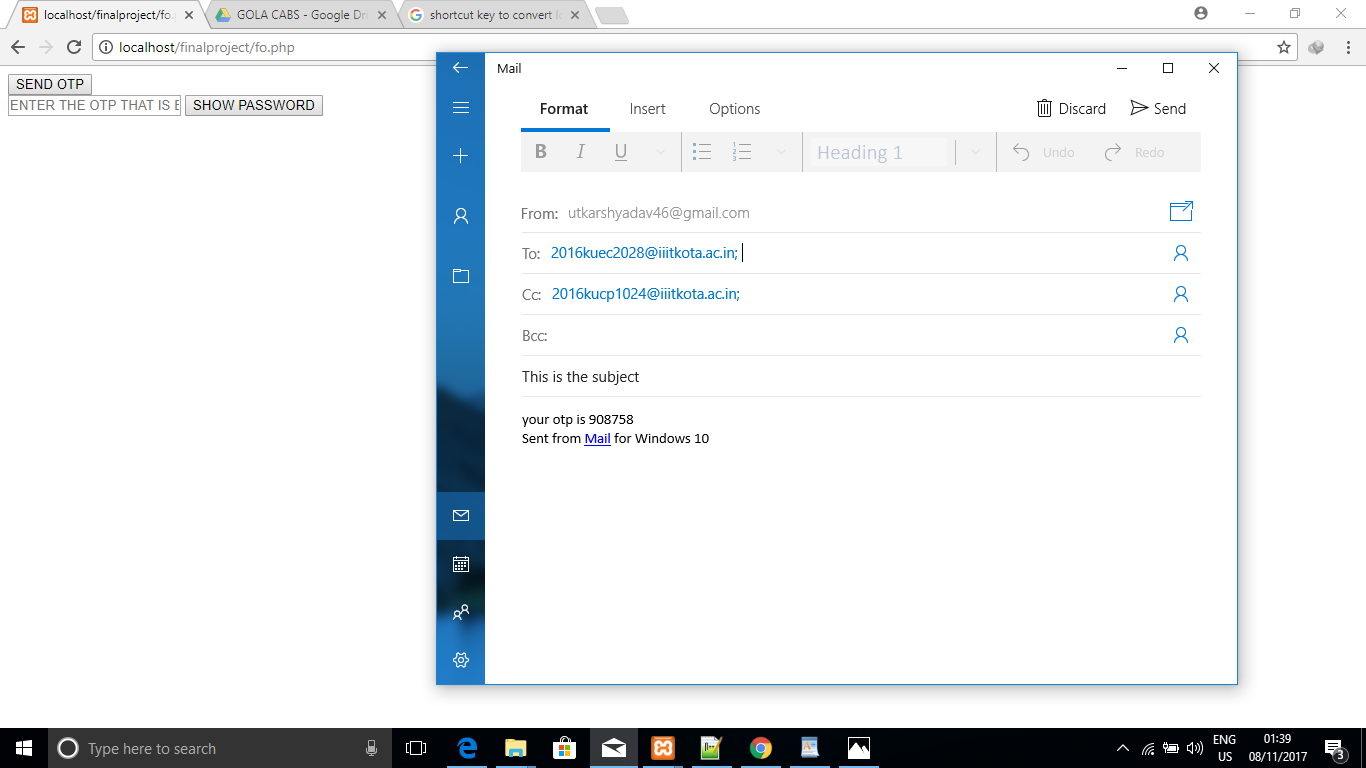 localhost/finalproject/fo
GOLA CABS - Google Dri
shortcut key to convert lo
localhost/finalproject/fo.php
SEND OTP
ENTER THE OTP THAT IS
SHOW PASSWORD
Mail
Format Insert Options Discard Send
B I U Heading 1 Undo Redo
From: utkarshyadav46@gmail.com
To: 2016kuec2028@iiitkota.ac.in;
Cc: 2016kucp1024@iiitkota.ac.in;
Bcc:
This is the subject
your otp is 908758
Sent from Mail for Windows 10
Type here to search
ENG 01:39
US 08/11/2017 3